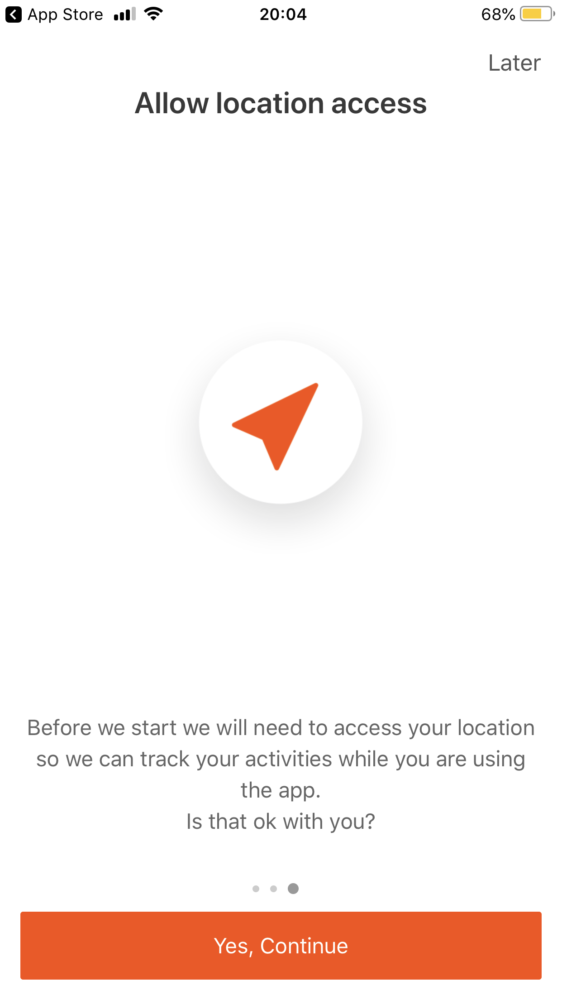 App Store 20:04 68%
Later
Allow location access
Before we start we will need to access your location
so we can track your activities while you are using
the app.
Is that ok with you?
Yes, Continue